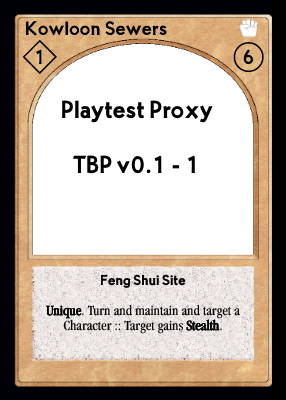 Kowloon Sewers
1
6
Playtest Proxy
TBP v0.1 - 1
Feng Shui Site
Unique. Turn and maintain and target a
Character :: Target gains Stealth.